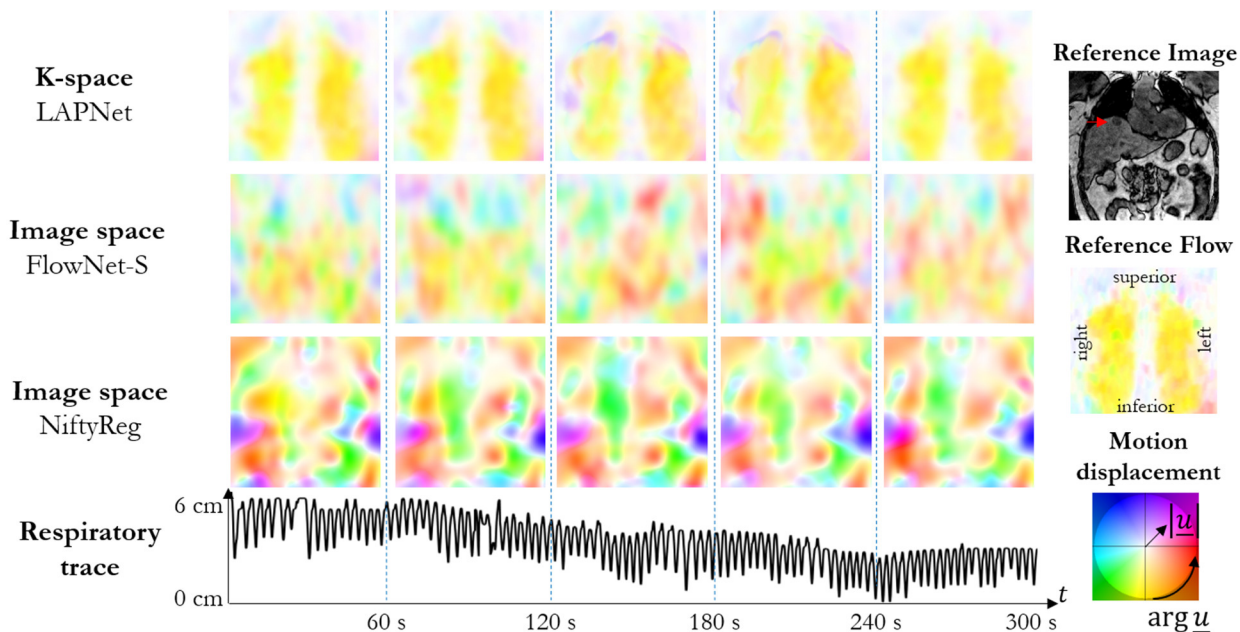 K-space
LAPNet
Image space
FlowNet-S
Image space
NiftyReg
Respiratory
trace
6 cm
0 cm
60 s
120 s
180 s
240 s
300 s
t
Reference Image
Reference Flow
superior
right
left
inferior
Motion
displacement
|u|
arg u